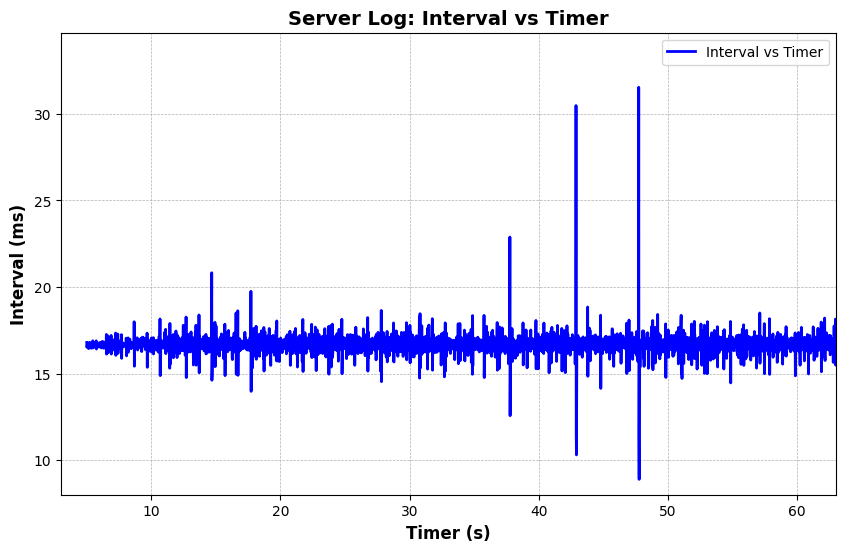 Server Log: Interval vs Timer
Interval vs Timer
30
25
20
15
10
Interval (ms)
10 20 30 40 50 60
Timer (s)